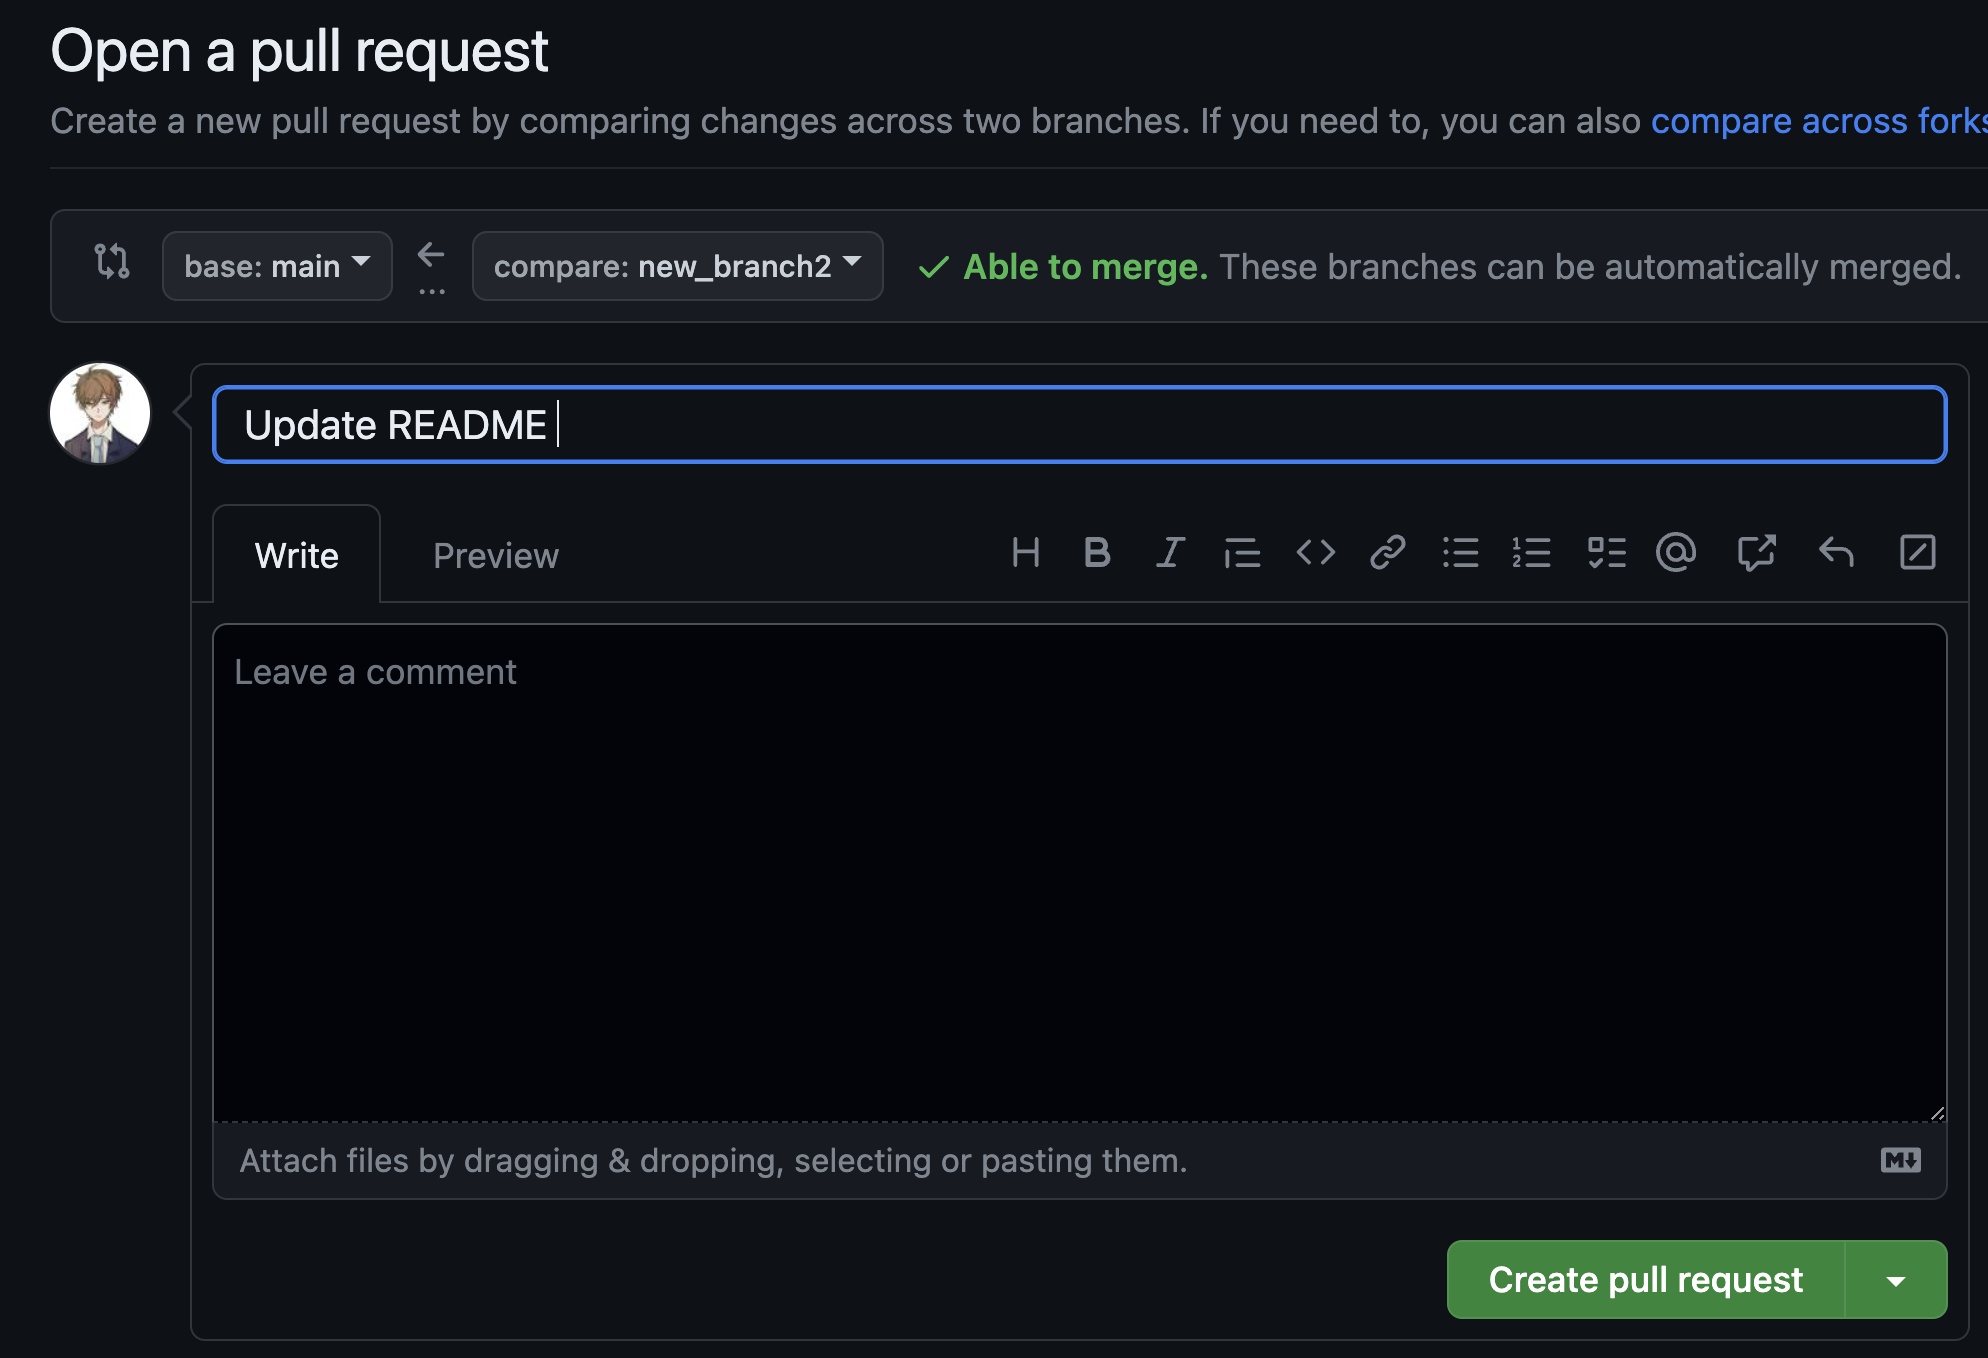 Open a pull request
Create a new pull request by comparing changes across two branches. If you need to, you can also compare across forks
base: main
...
compare: new_branch2
Able to merge. These branches can be automatically merged.
Update README
Write
Preview
Leave a comment
Attach files by dragging & dropping, selecting or pasting them.
Create pull request